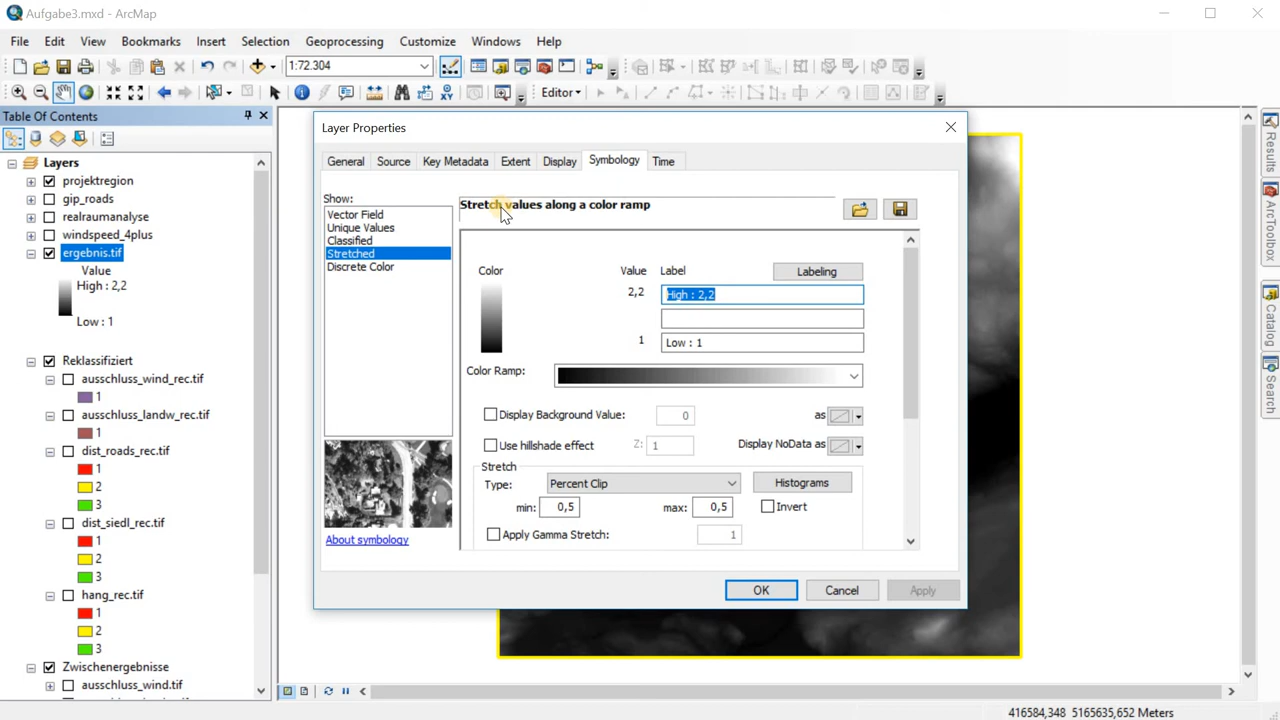 Aufgabe3.mxd - ArcMap
File Edit View Bookmarks Insert Selection Geoprocessing Customize Windows Help
1:72.304
Editor
Table Of Contents
Layers
projektregion
gip_roads
realraumanalyse
windspeed_4plus
ergebnis.tif
Value
High : 2,2
Low : 1
Reklassifiziert
ausschluss_wind_rec.tif
1
ausschluss_landw_rec.tif
1
dist_roads_rec.tif
1
2
3
dist_siedl_rec.tif
1
2
3
hang_rec.tif
1
2
3
Zwischenergebnisse
ausschluss_wind.tif
Layer Properties
General Source Key Metadata Extent Display Symbology Time
Show:
Vector Field
Unique Values
Classified
Stretched
Discrete Color
About symbology
Stretch values along a color ramp
Color Value Label Labeling
2,2 High : 2,2
1 Low : 1
Color Ramp:
Display Background Value: 0 as
Use hillshade effect Z: 1 Display NoData as
Stretch
Type: Percent Clip Histograms
min: 0,5 max: 0,5 Invert
Apply Gamma Stretch: 1
OK Cancel Apply
Results
ArcToolbox
Catalog
Search
416584,348 5165635,652 Meters